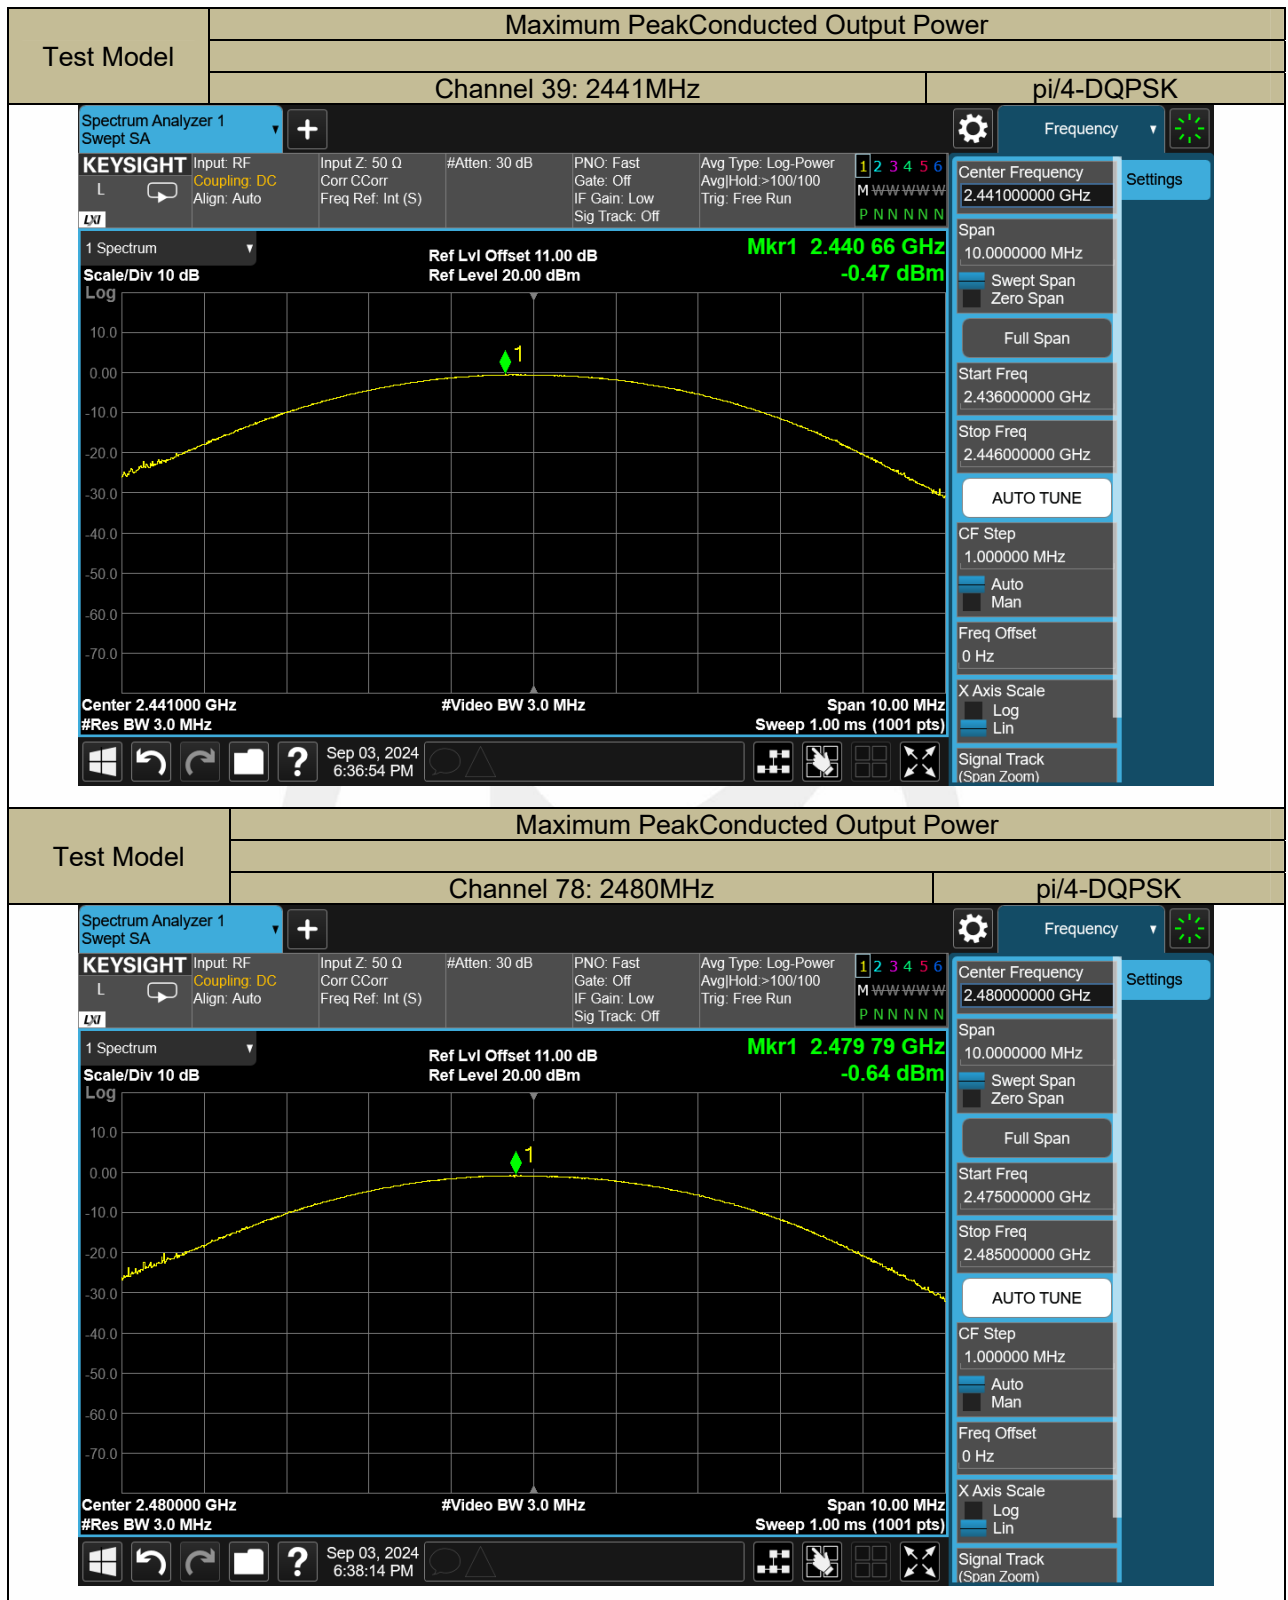 Test Model
Maximum PeakConducted Output Power
Channel 39: 2441MHz pi/4-DQPSK
Spectrum Analyzer 1
Swept SA
Frequency
KEYSIGHT
L
LXI
Input: RF
Coupling: DC
Align: Auto
Input Z: 50 Ω
Corr CCorr
Freq Ref: Int (S)
#Atten: 30 dB
PNO: Fast
Gate: Off
IF Gain: Low
Sig Track: Off
Avg Type: Log-Power
Avg|Hold:>100/100
Trig: Free Run
1 2 3 4 5 6
M W W W W W
P N N N N N
1 Spectrum
Scale/Div 10 dB
Ref Lvl Offset 11.00 dB
Ref Level 20.00 dBm
Mkr1 2.440 66 GHz
-0.47 dBm
Log
10.0
0.00
-10.0
-20.0
-30.0
-40.0
-50.0
-60.0
-70.0
1
Center 2.441000 GHz
#Res BW 3.0 MHz
#Video BW 3.0 MHz
Span 10.00 MHz
Sweep 1.00 ms (1001 pts)
Sep 03, 2024
6:36:54 PM
?
Center Frequency
2.441000000 GHz
Settings
Span
10.0000000 MHz
Swept Span
Zero Span
Full Span
Start Freq
2.436000000 GHz
Stop Freq
2.446000000 GHz
AUTO TUNE
CF Step
1.000000 MHz
Auto
Man
Freq Offset
0 Hz
X Axis Scale
Log
Lin
Signal Track
(Span Zoom)
Test Model
Maximum PeakConducted Output Power
Channel 78: 2480MHz pi/4-DQPSK
Spectrum Analyzer 1
Swept SA
Frequency
KEYSIGHT
L
LXI
Input: RF
Coupling: DC
Align: Auto
Input Z: 50 Ω
Corr CCorr
Freq Ref: Int (S)
#Atten: 30 dB
PNO: Fast
Gate: Off
IF Gain: Low
Sig Track: Off
Avg Type: Log-Power
Avg|Hold:>100/100
Trig: Free Run
1 2 3 4 5 6
M W W W W W
P N N N N N
1 Spectrum
Scale/Div 10 dB
Ref Lvl Offset 11.00 dB
Ref Level 20.00 dBm
Mkr1 2.479 79 GHz
-0.64 dBm
Log
10.0
0.00
-10.0
-20.0
-30.0
-40.0
-50.0
-60.0
-70.0
1
Center 2.480000 GHz
#Res BW 3.0 MHz
#Video BW 3.0 MHz
Span 10.00 MHz
Sweep 1.00 ms (1001 pts)
Sep 03, 2024
6:38:14 PM
?
Center Frequency
2.480000000 GHz
Settings
Span
10.0000000 MHz
Swept Span
Zero Span
Full Span
Start Freq
2.475000000 GHz
Stop Freq
2.485000000 GHz
AUTO TUNE
CF Step
1.000000 MHz
Auto
Man
Freq Offset
0 Hz
X Axis Scale
Log
Lin
Signal Track
(Span Zoom)